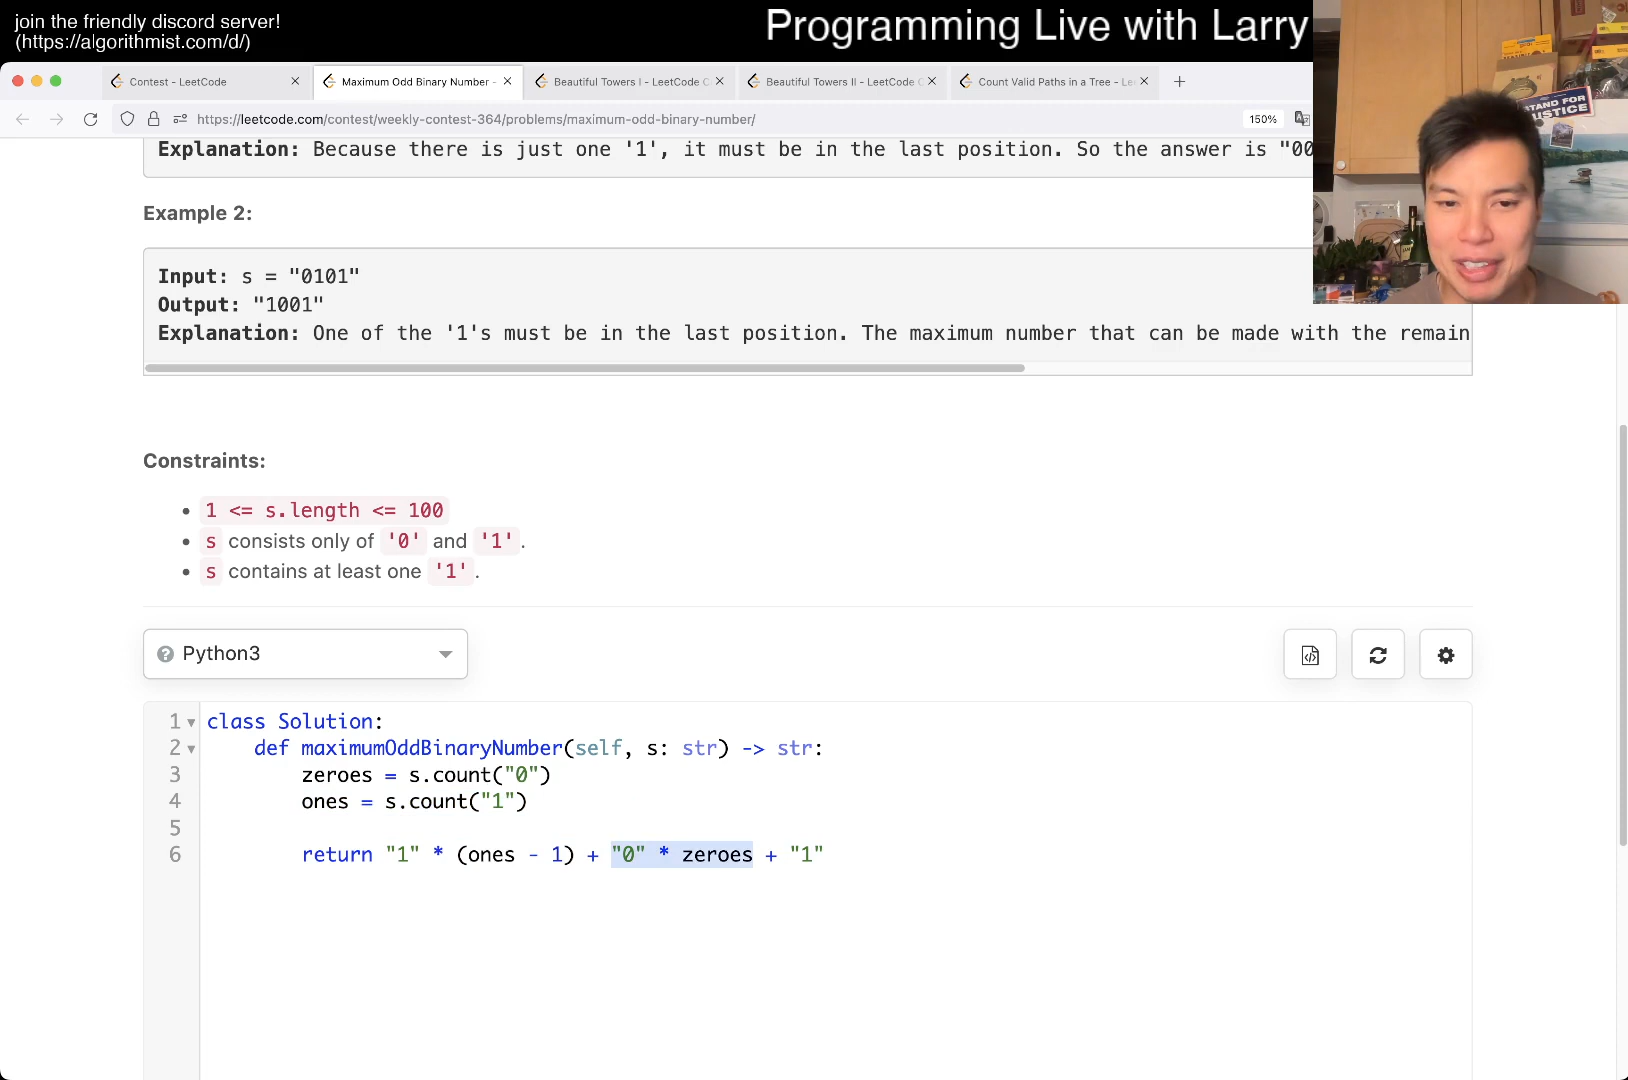 join the friendly discord server!
(https://algorithmist.com/d/)
Programming Live with Larry
Contest - LeetCode
Maximum Odd Binary Number -
Beautiful Towers I - LeetCode C
Beautiful Towers II - LeetCode C
Count Valid Paths in a Tree - Le
https://leetcode.com/contest/weekly-contest-364/problems/maximum-odd-binary-number/
150%
STAND FOR
JUSTICE
Explanation: Because there is just one '1', it must be in the last position. So the answer is "00
Example 2:
Input: s = "0101"
Output: "1001"
Explanation: One of the '1's must be in the last position. The maximum number that can be made with the remain
Constraints:
1 <= s.length <= 100
s consists only of '0' and '1'.
s contains at least one '1'.
Python3
1 class Solution:
2 def maximumOddBinaryNumber(self, s: str) -> str:
3 zeroes = s.count("0")
4 ones = s.count("1")
5
6 return "1" * (ones - 1) + "0" * zeroes + "1"